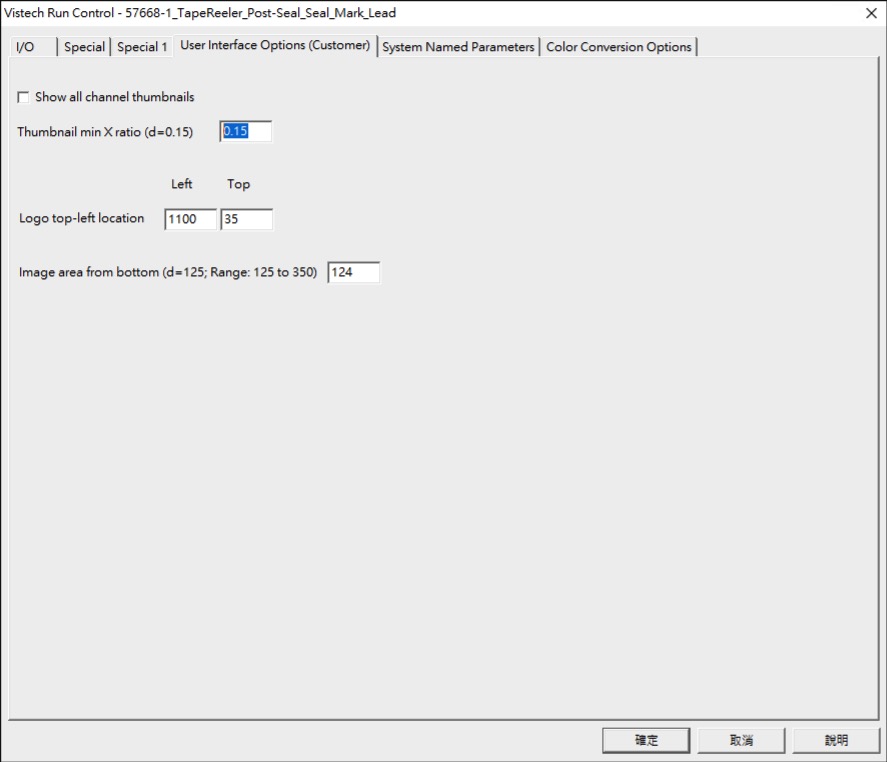 Vistech Run Control - 57668-1_TapeReeler_Post-Seal_Seal_Mark_Lead
I/O Special Special 1 User Interface Options (Customer) System Named Parameters Color Conversion Options
Show all channel thumbnails
Thumbnail min X ratio (d=0.15) 0.15
Left Top
Logo top-left location 1100 35
Image area from bottom (d=125; Range: 125 to 350) 124
確定 取消 說明